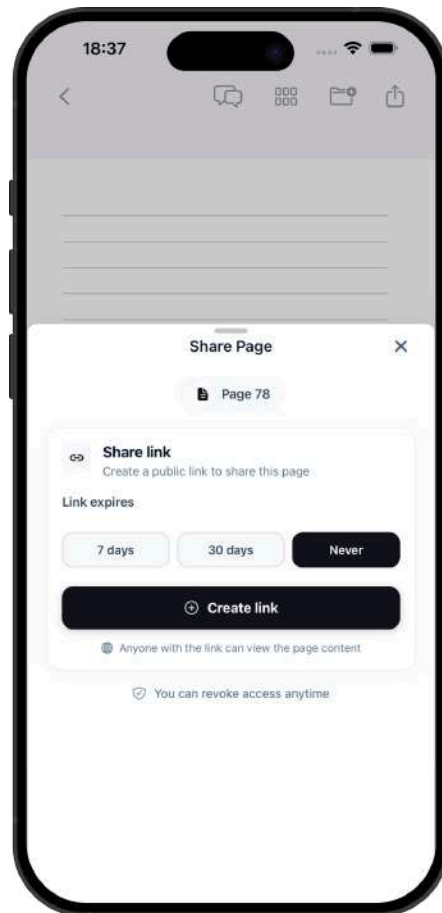 18:37
Share Page
Page 78
Share link
Create a public link to share this page
Link expires
7 days
30 days
Never
Create link
Anyone with the link can view the page content
You can revoke access anytime